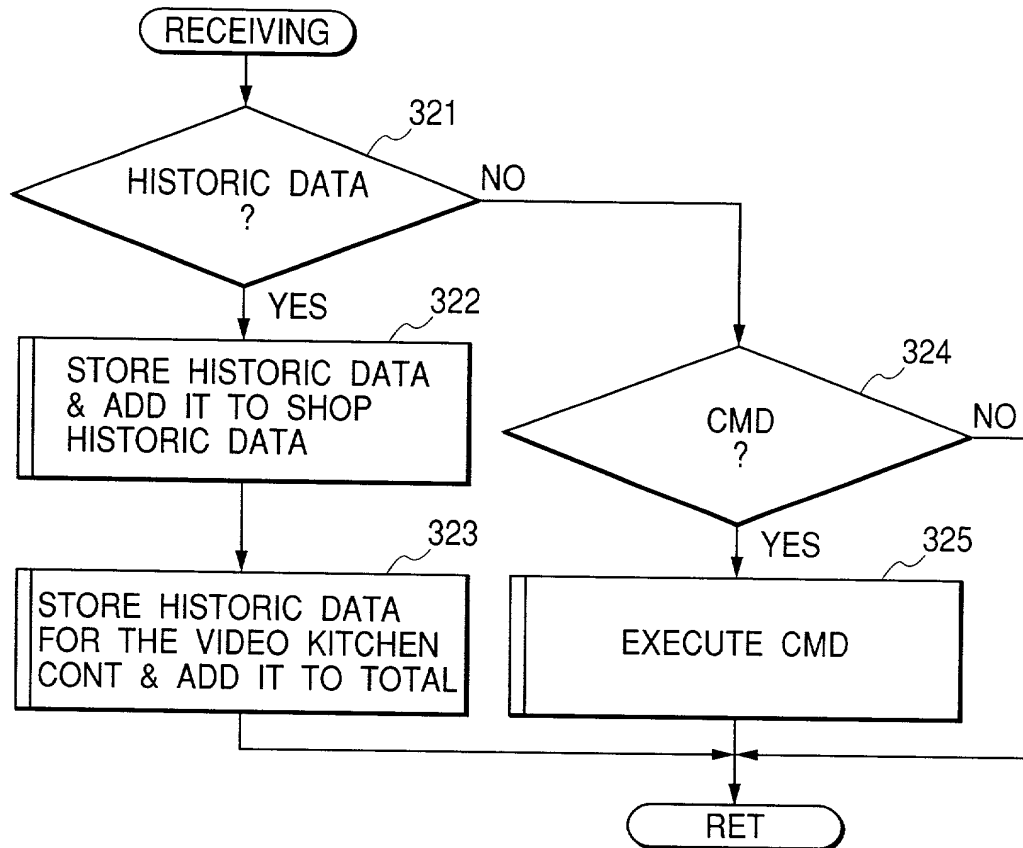 RECEIVING
321
HISTORIC DATA
?
NO
YES
322
STORE HISTORIC DATA
& ADD IT TO SHOP
HISTORIC DATA
324
CMD
?
NO
YES
323
STORE HISTORIC DATA
FOR THE VIDEO KITCHEN
CONT & ADD IT TO TOTAL
325
EXECUTE CMD
RET